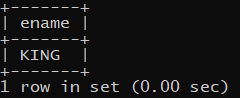 +-------+
| ename |
+-------+
| KING  |
+-------+
1 row in set (0.00 sec)